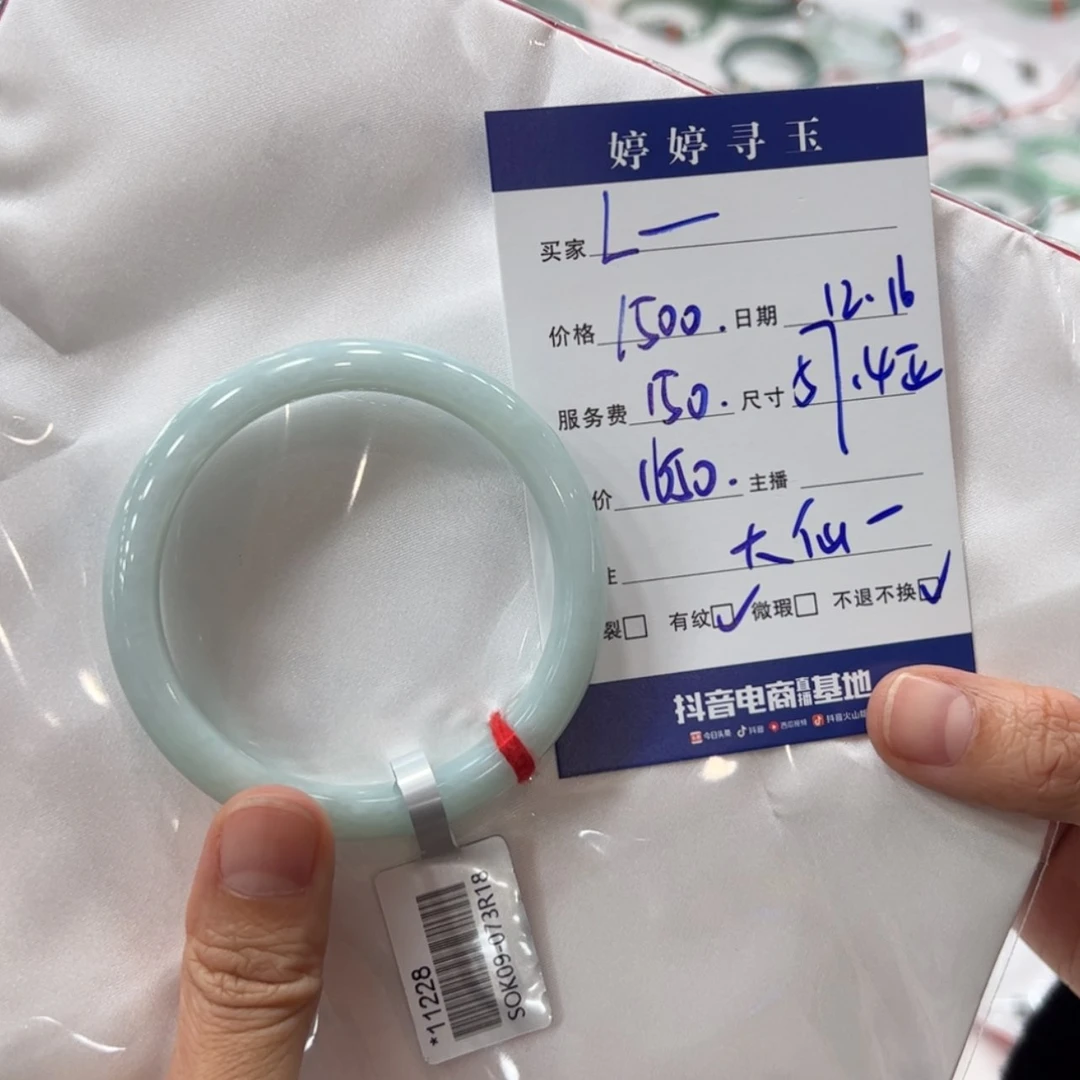 婷婷寻玉
买家 L一
价格 1500. 日期 12.16
服务费 150. 尺寸 57.4正
价 1650. 主播
大仙一
裂□ 有纹☑ 微瑕□ 不退不换☑
抖音电商直播基地
今日头条 抖音 西瓜视频 抖音火山
*11228
SOK09-073R18